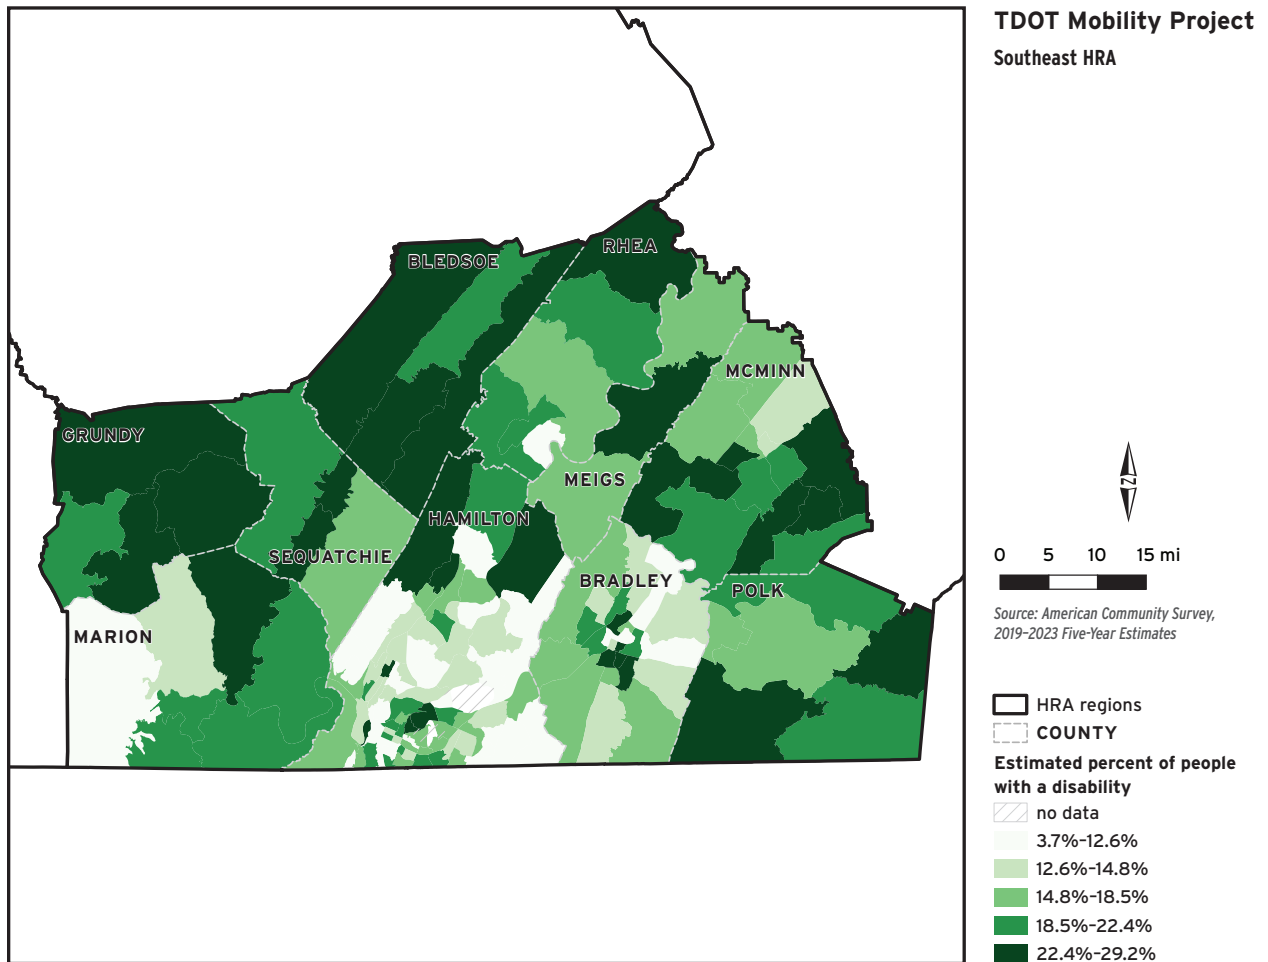 TDOT Mobility Project
Southeast HRA
RHEA
BLEDSOE
MCMINN
GRUNDY
MEIGS
HAMILTON
SEQUATCHIE
BRADLEY
POLK
MARION
N
0 5 10 15 mi
Source: American Community Survey,
2019–2023 Five-Year Estimates
HRA regions
COUNTY
Estimated percent of people
with a disability
no data
3.7%–12.6%
12.6%–14.8%
14.8%–18.5%
18.5%–22.4%
22.4%–29.2%